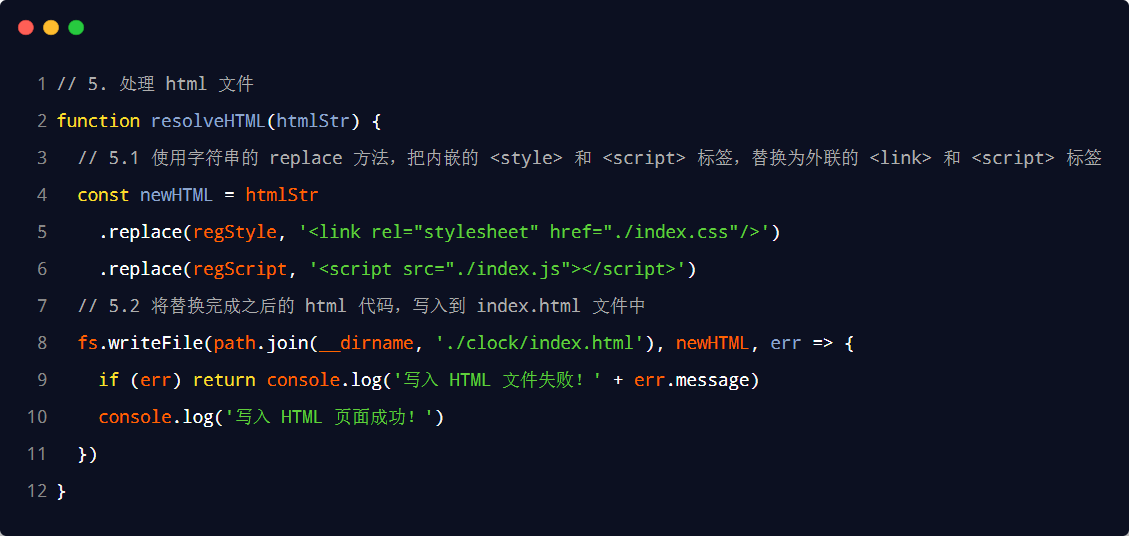 1 // 5. 处理 html 文件
2 function resolveHTML(htmlStr) {
3 // 5.1 使用字符串的 replace 方法，把内嵌的 <style> 和 <script> 标签，替换为外联的 <link> 和 <script> 标签
4 const newHTML = htmlStr
5 .replace(regStyle, '<link rel="stylesheet" href="./index.css"/>')
6 .replace(regScript, '<script src="./index.js"></script>')
7 // 5.2 将替换完成之后的 html 代码，写入到 index.html 文件中
8 fs.writeFile(path.join(__dirname, './clock/index.html'), newHTML, err => {
9 if (err) return console.log('写入 HTML 文件失败！' + err.message)
10 console.log('写入 HTML 页面成功！')
11 })
12 }